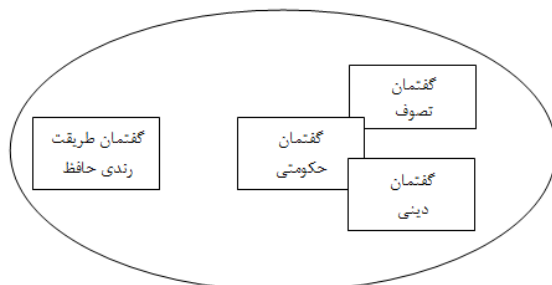 گفتمان
تصوف
گفتمان طریقت
رندی حافظ
گفتمان
حکومتی
گفتمان
دینی